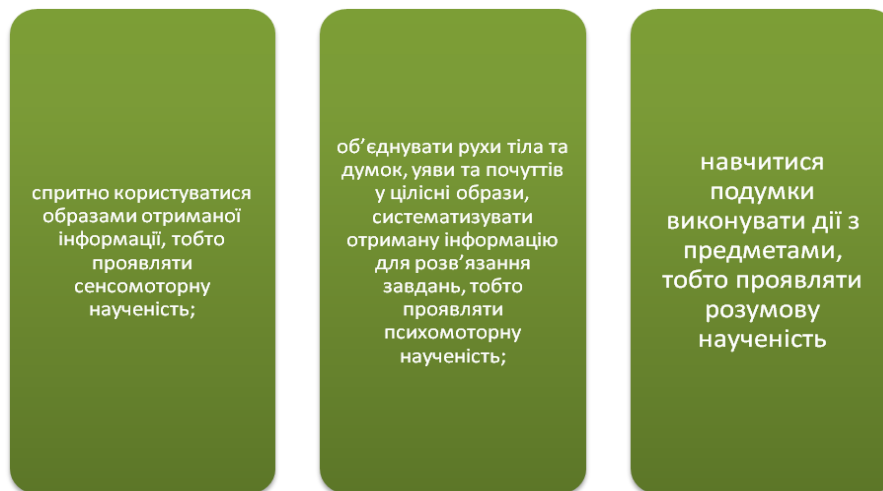 спритно користуватися
образами отриманої
інформації, тобто
проявляти
сенсомоторну
наученість;
об’єднувати рухи тіла та
думок, уяви та почуттів
у цілісні образи,
систематизувати
отриману інформацію
для розв’язання
завдань, тобто
проявляти
психомоторну
наученість;
навчитися
подумки
виконувати дії з
предметами,
тобто проявляти
розумову
наученість